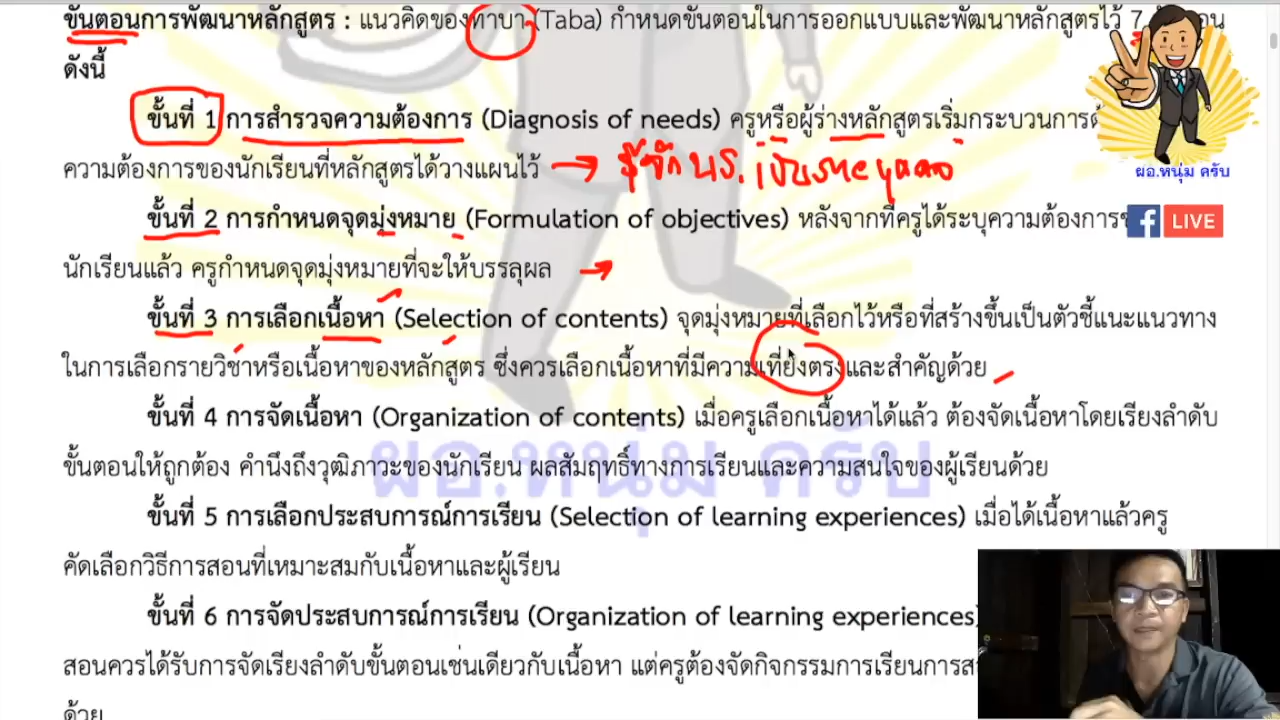 ขั้นตอนการพัฒนาหลักสูตร : แนวคิดของทาบา (Taba) กำหนดขั้นตอนในการออกแบบและพัฒนาหลักสูตรไว้ 7
ดังนี้
ขั้นที่ 1 การสำรวจความต้องการ (Diagnosis of needs) ครูหรือผู้ร่างหลักสูตรเริ่มกระบวนการ
ความต้องการของนักเรียนที่หลักสูตรได้วางแผนไว้
ผอ.หนุ่ม ครับ
ขั้นที่ 2 การกำหนดจุดมุ่งหมาย (Formulation of objectives) หลังจากที่ครูได้ระบุความต้องการ
f LIVE
นักเรียนแล้ว ครูกำหนดจุดมุ่งหมายที่จะให้บรรลุผล
ขั้นที่ 3 การเลือกเนื้อหา (Selection of contents) จุดมุ่งหมายที่เลือกไว้หรือที่สร้างขึ้นเป็นตัวชี้แนะแนวทาง
ในการเลือกรายวิชาหรือเนื้อหาของหลักสูตร ซึ่งควรเลือกเนื้อหาที่มีความเที่ยงตรงและสำคัญด้วย
ขั้นที่ 4 การจัดเนื้อหา (Organization of contents) เมื่อครูเลือกเนื้อหาได้แล้ว ต้องจัดเนื้อหาโดยเรียงลำดับ
ขั้นตอนให้ถูกต้อง คำนึงถึงวุฒิภาวะของนักเรียน ผลสัมฤทธิ์ทางการเรียนและความสนใจของผู้เรียนด้วย
ผอ.หนุ่ม ครับ
ขั้นที่ 5 การเลือกประสบการณ์การเรียน (Selection of learning experiences) เมื่อได้เนื้อหาแล้วครู
คัดเลือกวิธีการสอนที่เหมาะสมกับเนื้อหาและผู้เรียน
ขั้นที่ 6 การจัดประสบการณ์การเรียน (Organization of learning experiences)
สอนควรได้รับการจัดเรียงลำดับขั้นตอนเช่นเดียวกับเนื้อหา แต่ครูต้องจัดกิจกรรมการเรียนการ
ด้วย